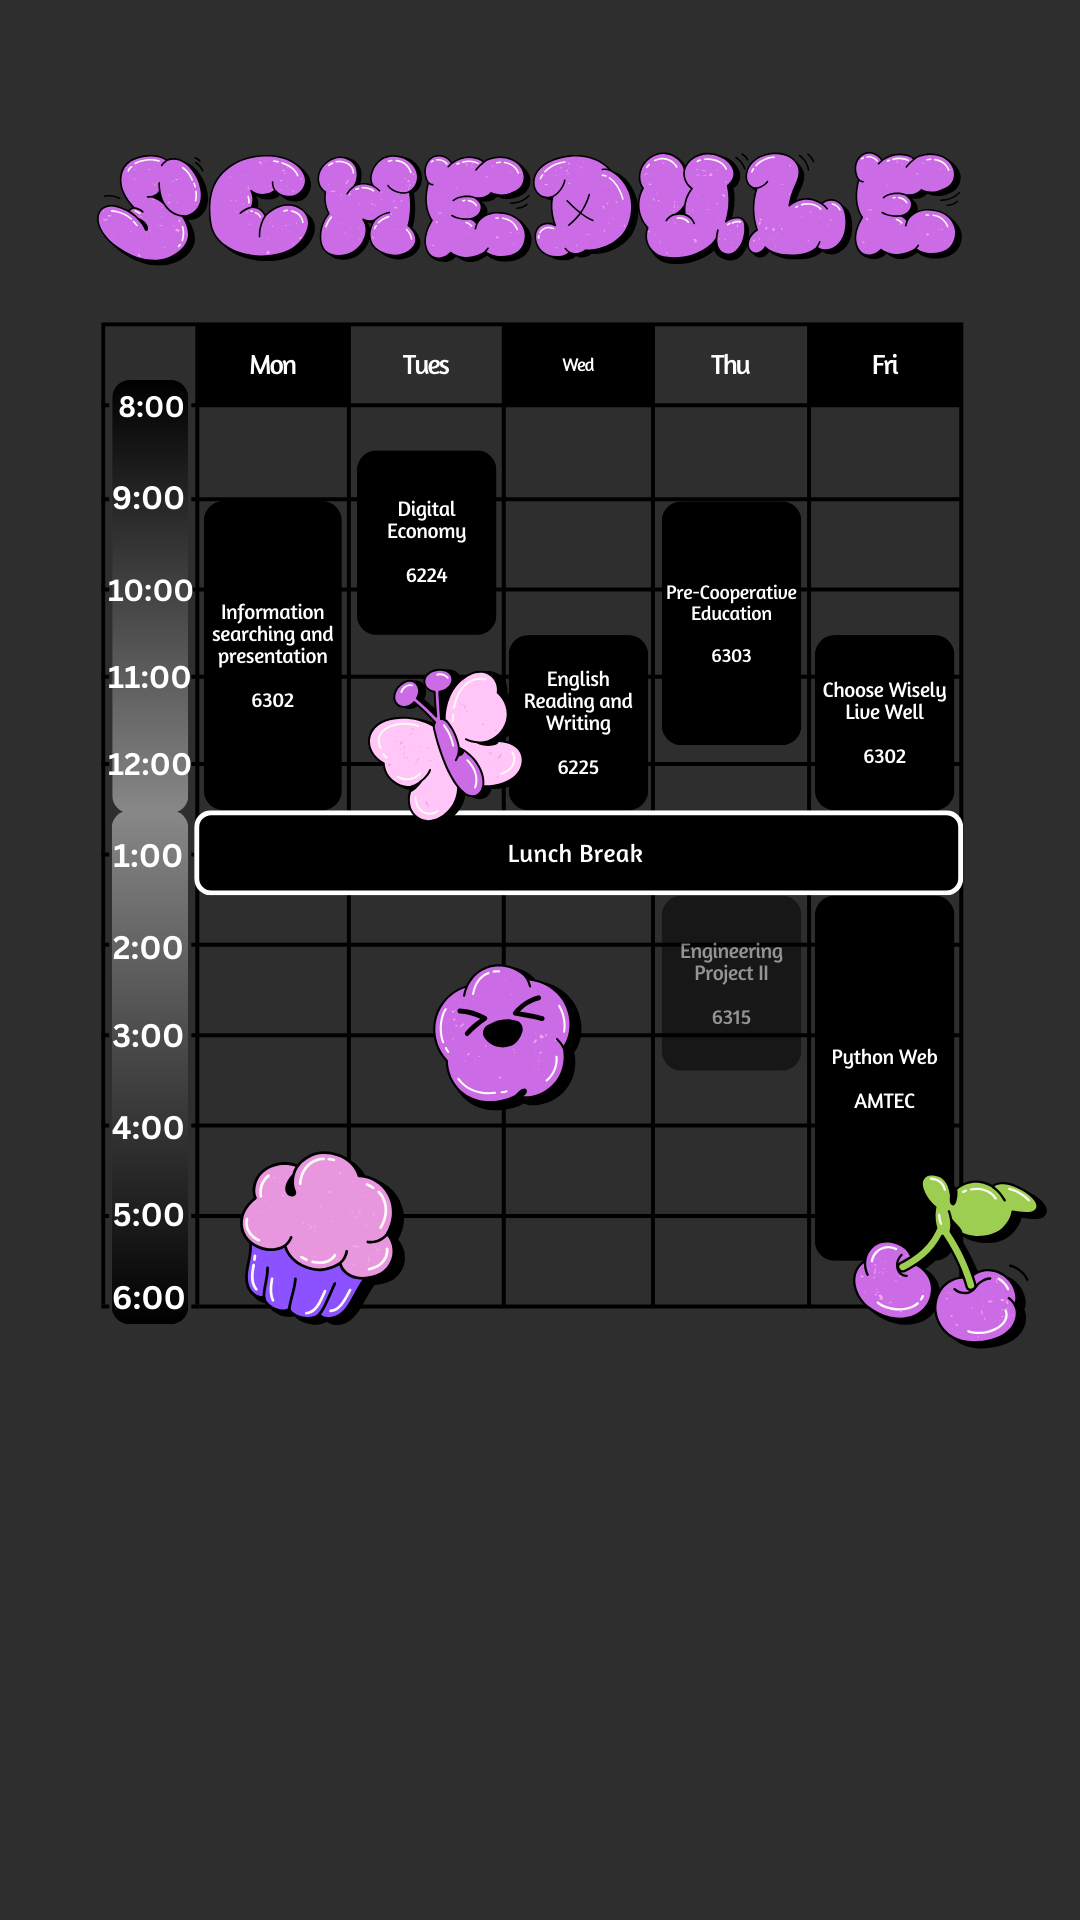 SCHEDULE
Mon
Tues
Wed
Thu
Fri
8:00
9:00
10:00
11:00
12:00
1:00
2:00
3:00
4:00
5:00
6:00
Information
searching and
presentation
6302
Digital
Economy
6224
English
Reading and
Writing
6225
Pre-Cooperative
Education
6303
Choose Wisely
Live Well
6302
Lunch Break
Engineering
Project II
6315
Python Web
AMTEC